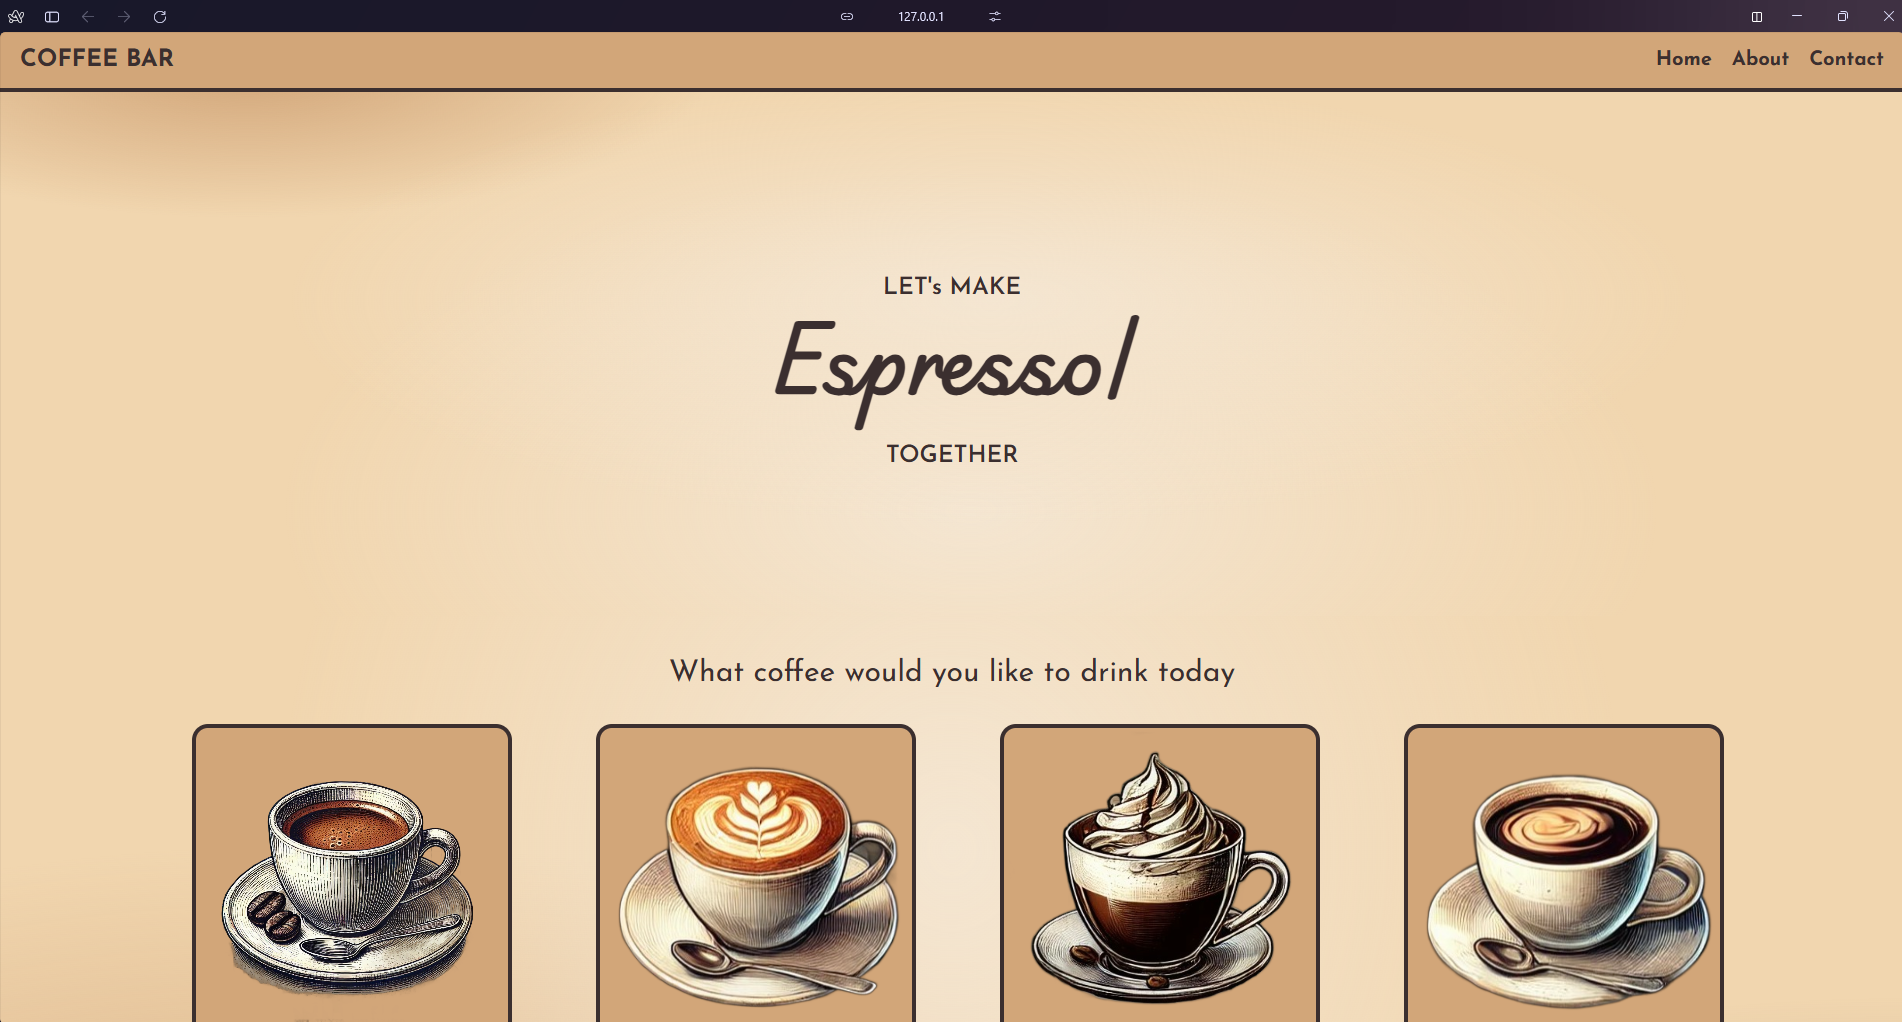 127.0.0.1
COFFEE BAR
Home About Contact
LET's MAKE
Espresso
TOGETHER
What coffee would you like to drink today